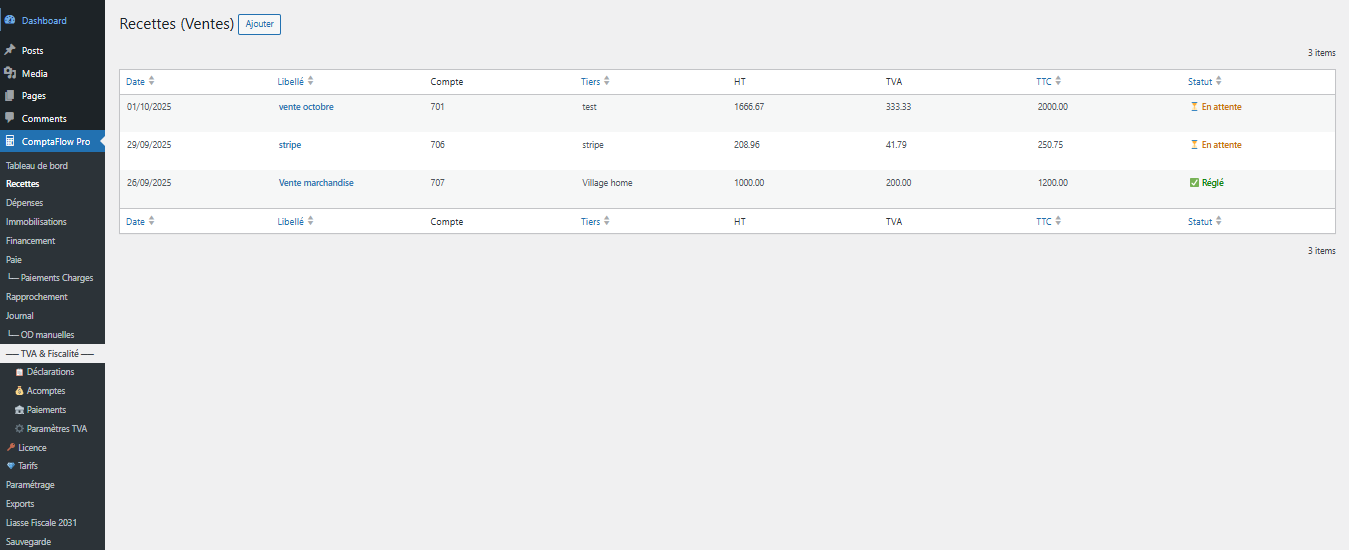 Dashboard
Posts
Media
Pages
Comments
ComptaFlow Pro
Tableau de bord
Recettes
Dépenses
Immobilisations
Financement
Paie
└─ Paiements Charges
Rapprochement
Journal
└─ OD manuelles
── TVA & Fiscalité ──
Déclarations
Acomptes
Paiements
Paramètres TVA
Licence
Tarifs
Paramétrage
Exports
Liasse Fiscale 2031
Sauvegarde
Recettes (Ventes) Ajouter
3 items
Date Libellé Compte Tiers HT TVA TTC Statut
01/10/2025 vente octobre 701 test 1666.67 333.33 2000.00 ⏳ En attente
29/09/2025 stripe 706 stripe 208.96 41.79 250.75 ⏳ En attente
26/09/2025 Vente marchandise 707 Village home 1000.00 200.00 1200.00 ✅ Réglé
Date Libellé Compte Tiers HT TVA TTC Statut
3 items